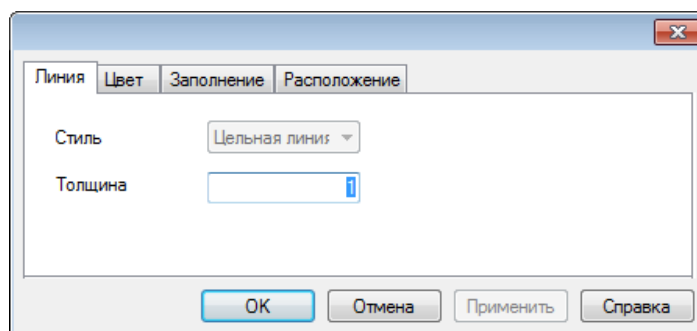 Линия Цвет Заполнение Расположение
Стиль Цельная линия
Толщина 1
OK Отмена Применить Справка